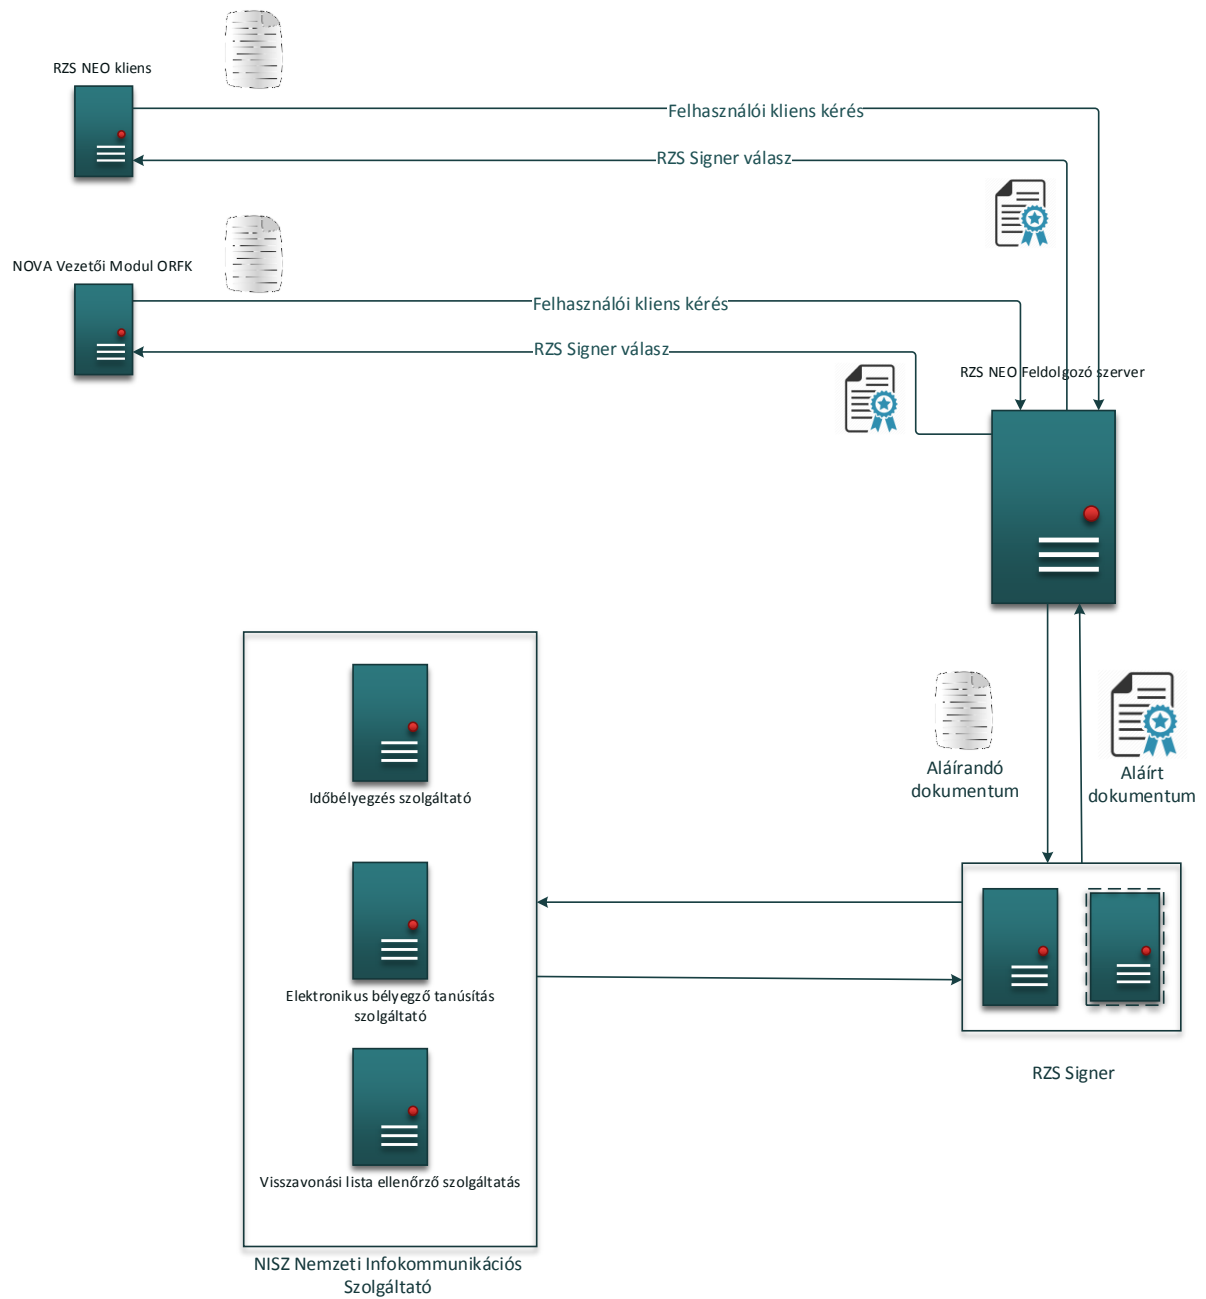 RZS NEO kliens
Felhasználói kliens kérés
RZS Signer válasz
NOVA Vezetői Modul ORFK
Felhasználói kliens kérés
RZS Signer válasz
RZS NEO Feldolgozó szerver
Aláírandó
dokumentum
Aláírt
dokumentum
Időbélyegzés szolgáltató
Elektronikus bélyegző tanúsítás
szolgáltató
RZS Signer
Visszavonási lista ellenőrző szolgáltatás
NISZ Nemzeti Infokommunikációs
Szolgáltató